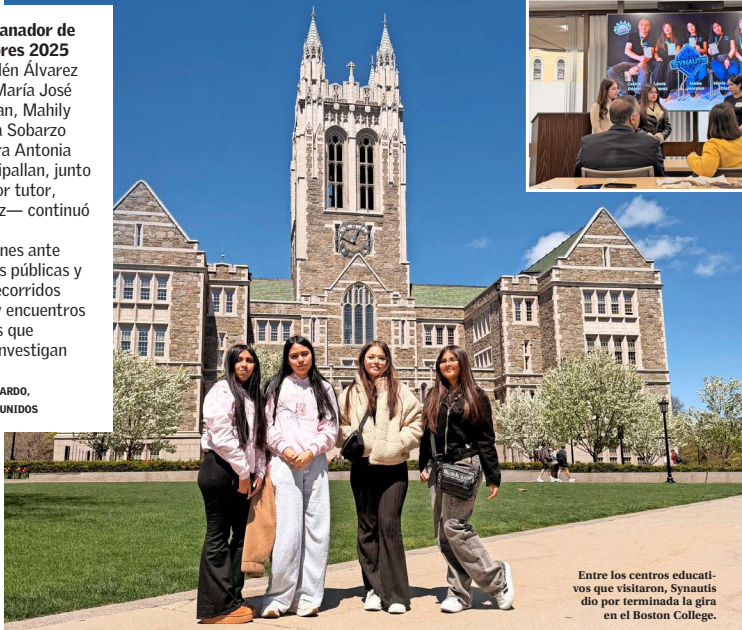 anador de
ores 2025
lén Álvarez
María José
an, Mahily
a Sobarzo
ra Antonia
ipallan, junto
or tutor,
z— continuó
nes ante
s públicas y
ecorridos
y encuentros
s que
nvestigan
ARDO,
UNIDOS
SYNAUTIS
Entre los centros educati-
vos que visitaron, Synautis
dio por terminada la gira
en el Boston College.